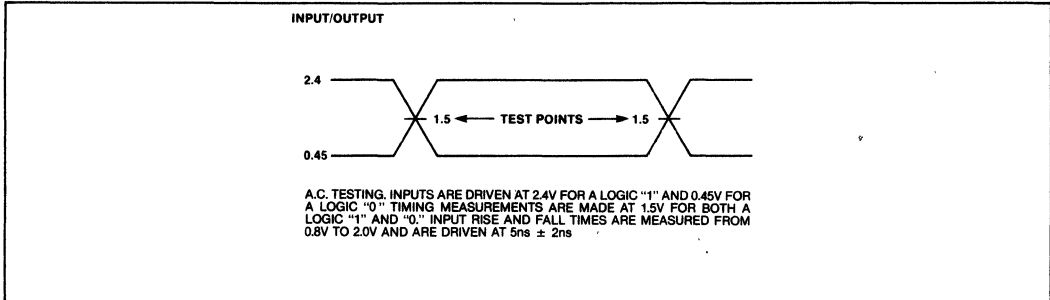 INPUT/OUTPUT
2.4
1.5 TEST POINTS 1.5
0.45
A.C. TESTING. INPUTS ARE DRIVEN AT 2.4V FOR A LOGIC "1" AND 0.45V FOR
A LOGIC "0 " TIMING MEASUREMENTS ARE MADE AT 1.5V FOR BOTH A
LOGIC "1" AND "0." INPUT RISE AND FALL TIMES ARE MEASURED FROM
0.8V TO 2.0V AND ARE DRIVEN AT 5ns ± 2ns